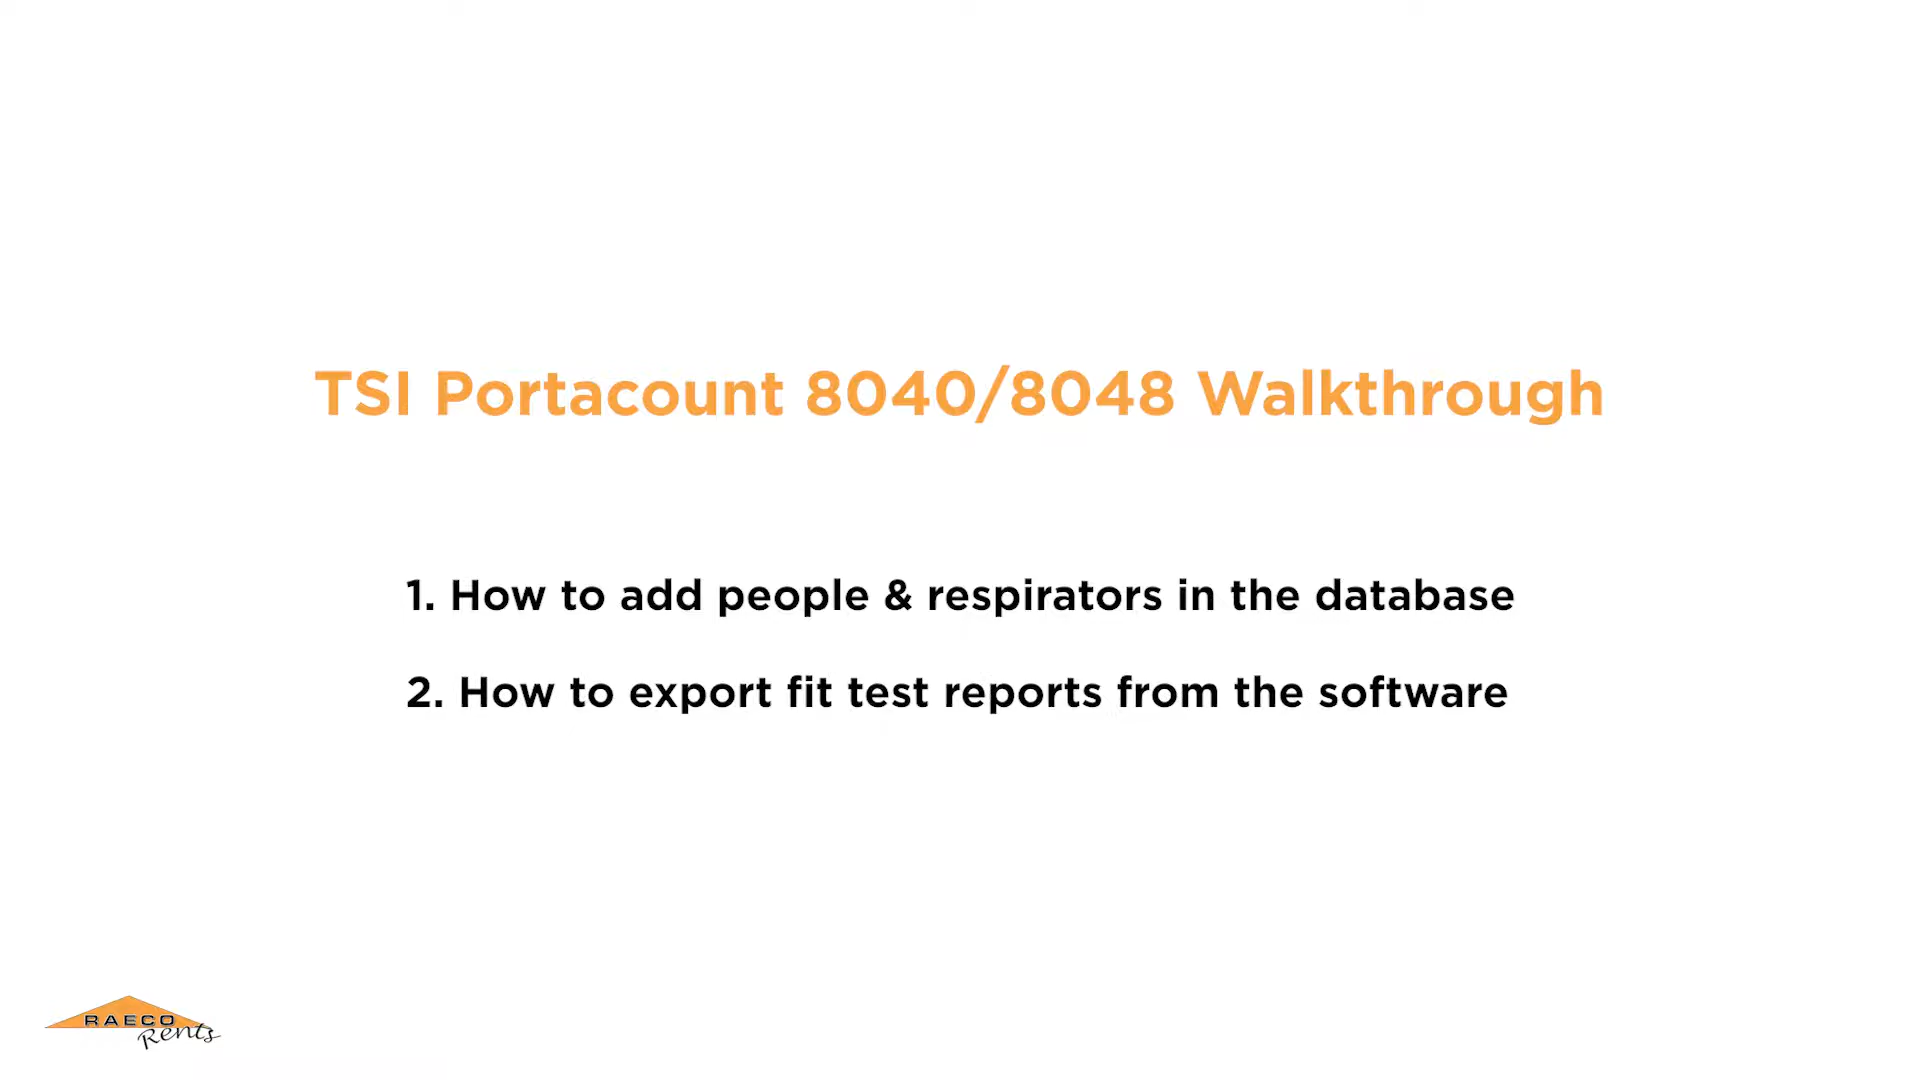 TSI Portacount 8040/8048 Walkthrough
1. How to add people & respirators in the database
2. How to export fit test reports from the software
RAECO
Rents